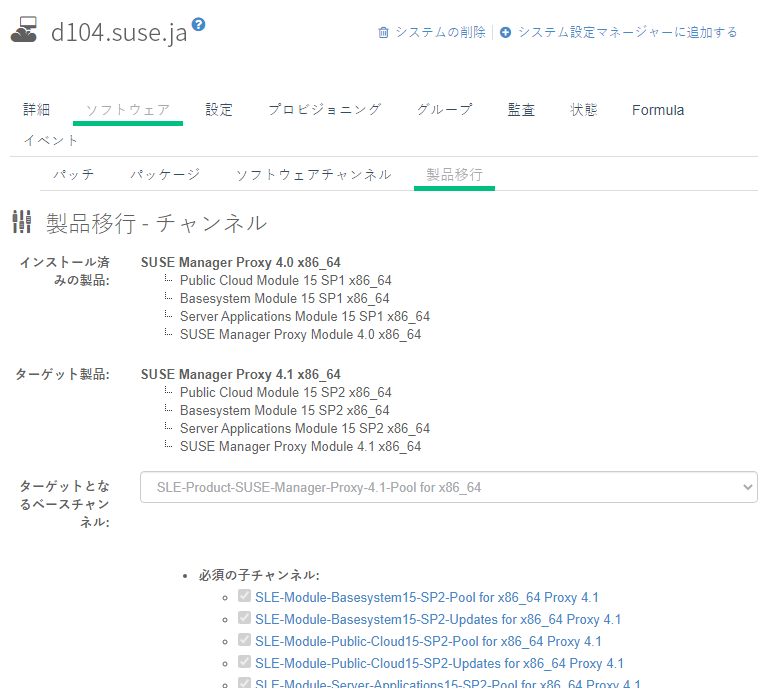 d104.suse.ja
システムの削除 システム設定マネージャーに追加する
詳細 ソフトウェア 設定 プロビジョニング グループ 監査 状態 Formula
イベント
パッチ パッケージ ソフトウェアチャンネル 製品移行
製品移行 - チャンネル
インストール済みの製品: SUSE Manager Proxy 4.0 x86_64
Public Cloud Module 15 SP1 x86_64
Basesystem Module 15 SP1 x86_64
Server Applications Module 15 SP1 x86_64
SUSE Manager Proxy Module 4.0 x86_64
ターゲット製品: SUSE Manager Proxy 4.1 x86_64
Public Cloud Module 15 SP2 x86_64
Basesystem Module 15 SP2 x86_64
Server Applications Module 15 SP2 x86_64
SUSE Manager Proxy Module 4.1 x86_64
ターゲットとなるベースチャンネル: SLE-Product-SUSE-Manager-Proxy-4.1-Pool for x86_64
必須の子チャンネル:
SLE-Module-Basesystem15-SP2-Pool for x86_64 Proxy 4.1
SLE-Module-Basesystem15-SP2-Updates for x86_64 Proxy 4.1
SLE-Module-Public-Cloud15-SP2-Pool for x86_64 Proxy 4.1
SLE-Module-Public-Cloud15-SP2-Updates for x86_64 Proxy 4.1
SLE-Module-Server-Applications15-SP2-Pool for x86_64 Proxy 4.1